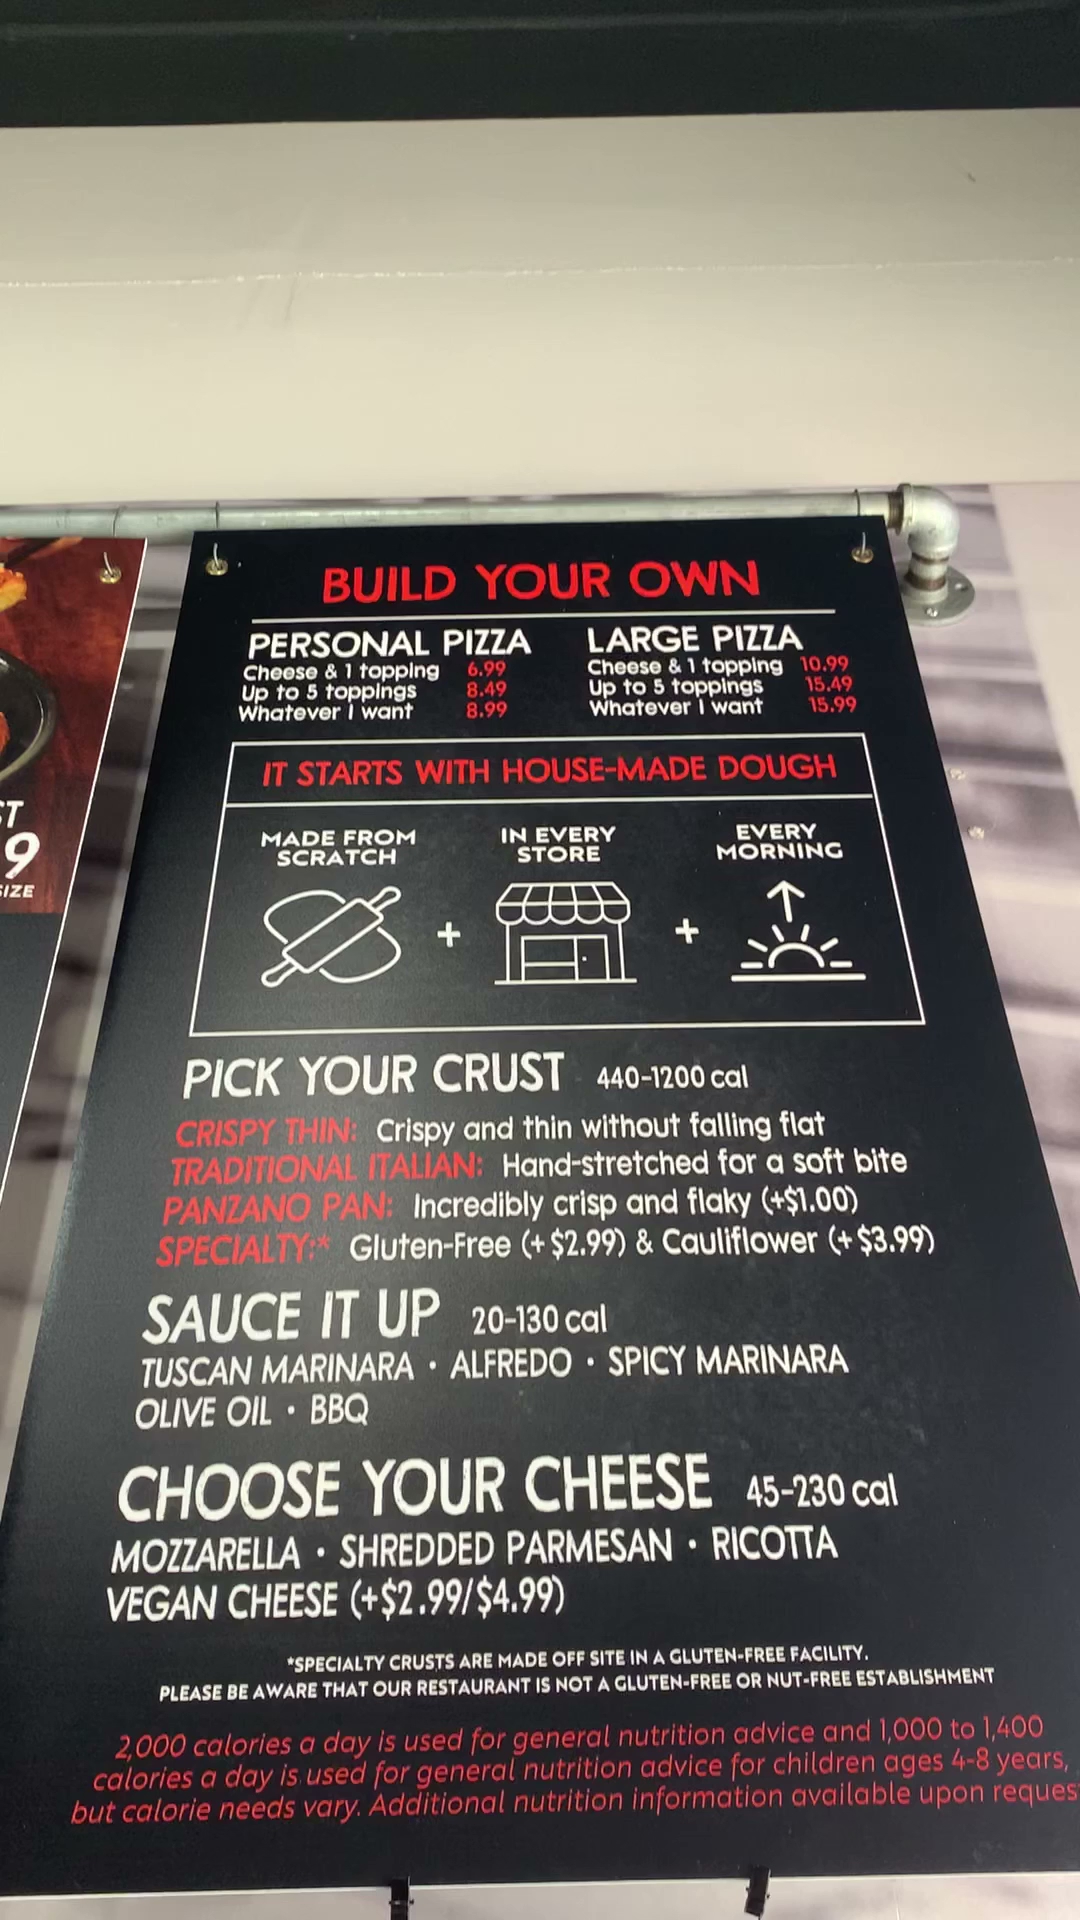 ST
9
SIZE
BUILD YOUR OWN
PERSONAL PIZZA
Cheese & 1 topping 6.99
Up to 5 toppings 8.49
Whatever I want 8.99
LARGE PIZZA
Cheese & 1 topping 10.99
Up to 5 toppings 15.49
Whatever I want 15.99
IT STARTS WITH HOUSE-MADE DOUGH
MADE FROM
SCRATCH
+
IN EVERY
STORE
+
EVERY
MORNING
PICK YOUR CRUST 440-1200 cal
CRISPY THIN: Crispy and thin without falling flat
TRADITIONAL ITALIAN: Hand-stretched for a soft bite
PANZANO PAN: Incredibly crisp and flaky (+$1.00)
SPECIALTY:* Gluten-Free (+$2.99) & Cauliflower (+$3.99)
SAUCE IT UP 20-130 cal
TUSCAN MARINARA • ALFREDO • SPICY MARINARA
OLIVE OIL • BBQ
CHOOSE YOUR CHEESE 45-230 cal
MOZZARELLA • SHREDDED PARMESAN • RICOTTA
VEGAN CHEESE (+$2.99/$4.99)
*SPECIALTY CRUSTS ARE MADE OFF SITE IN A GLUTEN-FREE FACILITY.
PLEASE BE AWARE THAT OUR RESTAURANT IS NOT A GLUTEN-FREE OR NUT-FREE ESTABLISHMENT
2,000 calories a day is used for general nutrition advice and 1,000 to 1,400
calories a day is used for general nutrition advice for children ages 4-8 years,
but calorie needs vary. Additional nutrition information available upon reques